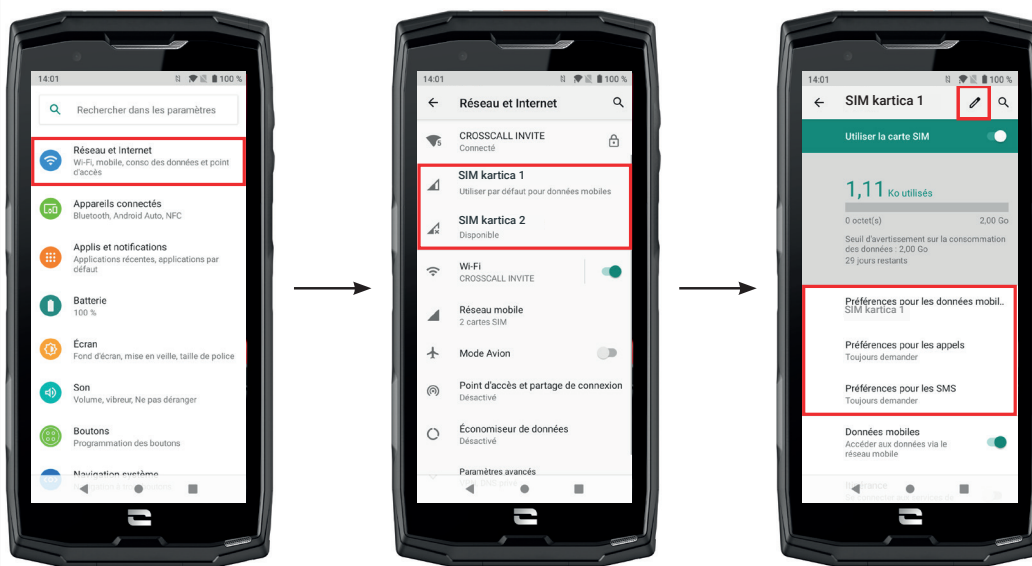 14:01
100 %
Rechercher dans les paramètres
Réseau et Internet
Wi-Fi, mobile, conso des données et point
d'accès
Appareils connectés
Bluetooth, Android Auto, NFC
Applis et notifications
Applications récentes, applications par
défaut
Batterie
100 %
Écran
Fond d'écran, mise en veille, taille de police
Son
Volume, vibreur, Ne pas déranger
Boutons
Programmation des boutons
Navigation système
14:01
100 %
Réseau et Internet
5
CROSSCALL INVITE
Connecté
SIM kartica 1
Utiliser par défaut pour données mobiles
SIM kartica 2
Disponible
Wi-Fi
CROSSCALL INVITE
Réseau mobile
2 cartes SIM
Mode Avion
Point d'accès et partage de connexion
Désactivé
Économiseur de données
Désactivé
Paramètres avancés
14:01
100 %
SIM kartica 1
Utiliser la carte SIM
1,11 Ko utilisés
0 octet(s) 2,00 Go
Seuil d'avertissement sur la consommation
des données : 2,00 Go
29 jours restants
Préférences pour les données mobil..
SIM kartica 1
Préférences pour les appels
Toujours demander
Préférences pour les SMS
Toujours demander
Données mobiles
Accéder aux données via le
réseau mobile
Itinérance